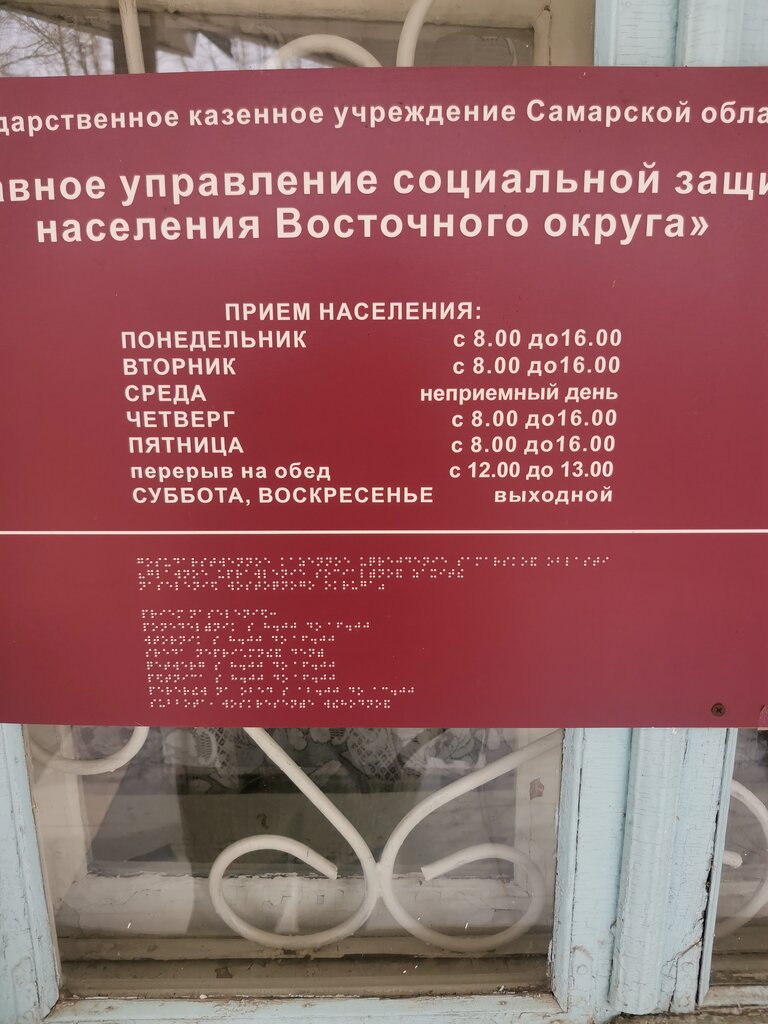 дарственное казенное учреждение Самарской обла
авное управление социальной защи
населения Восточного округа»
ПРИЕМ НАСЕЛЕНИЯ:
ПОНЕДЕЛЬНИК с 8.00 до16.00
ВТОРНИК с 8.00 до16.00
СРЕДА неприемный день
ЧЕТВЕРГ с 8.00 до16.00
ПЯТНИЦА с 8.00 до16.00
перерыв на обед с 12.00 до 13.00
СУББОТА, ВОСКРЕСЕНЬЕ выходной